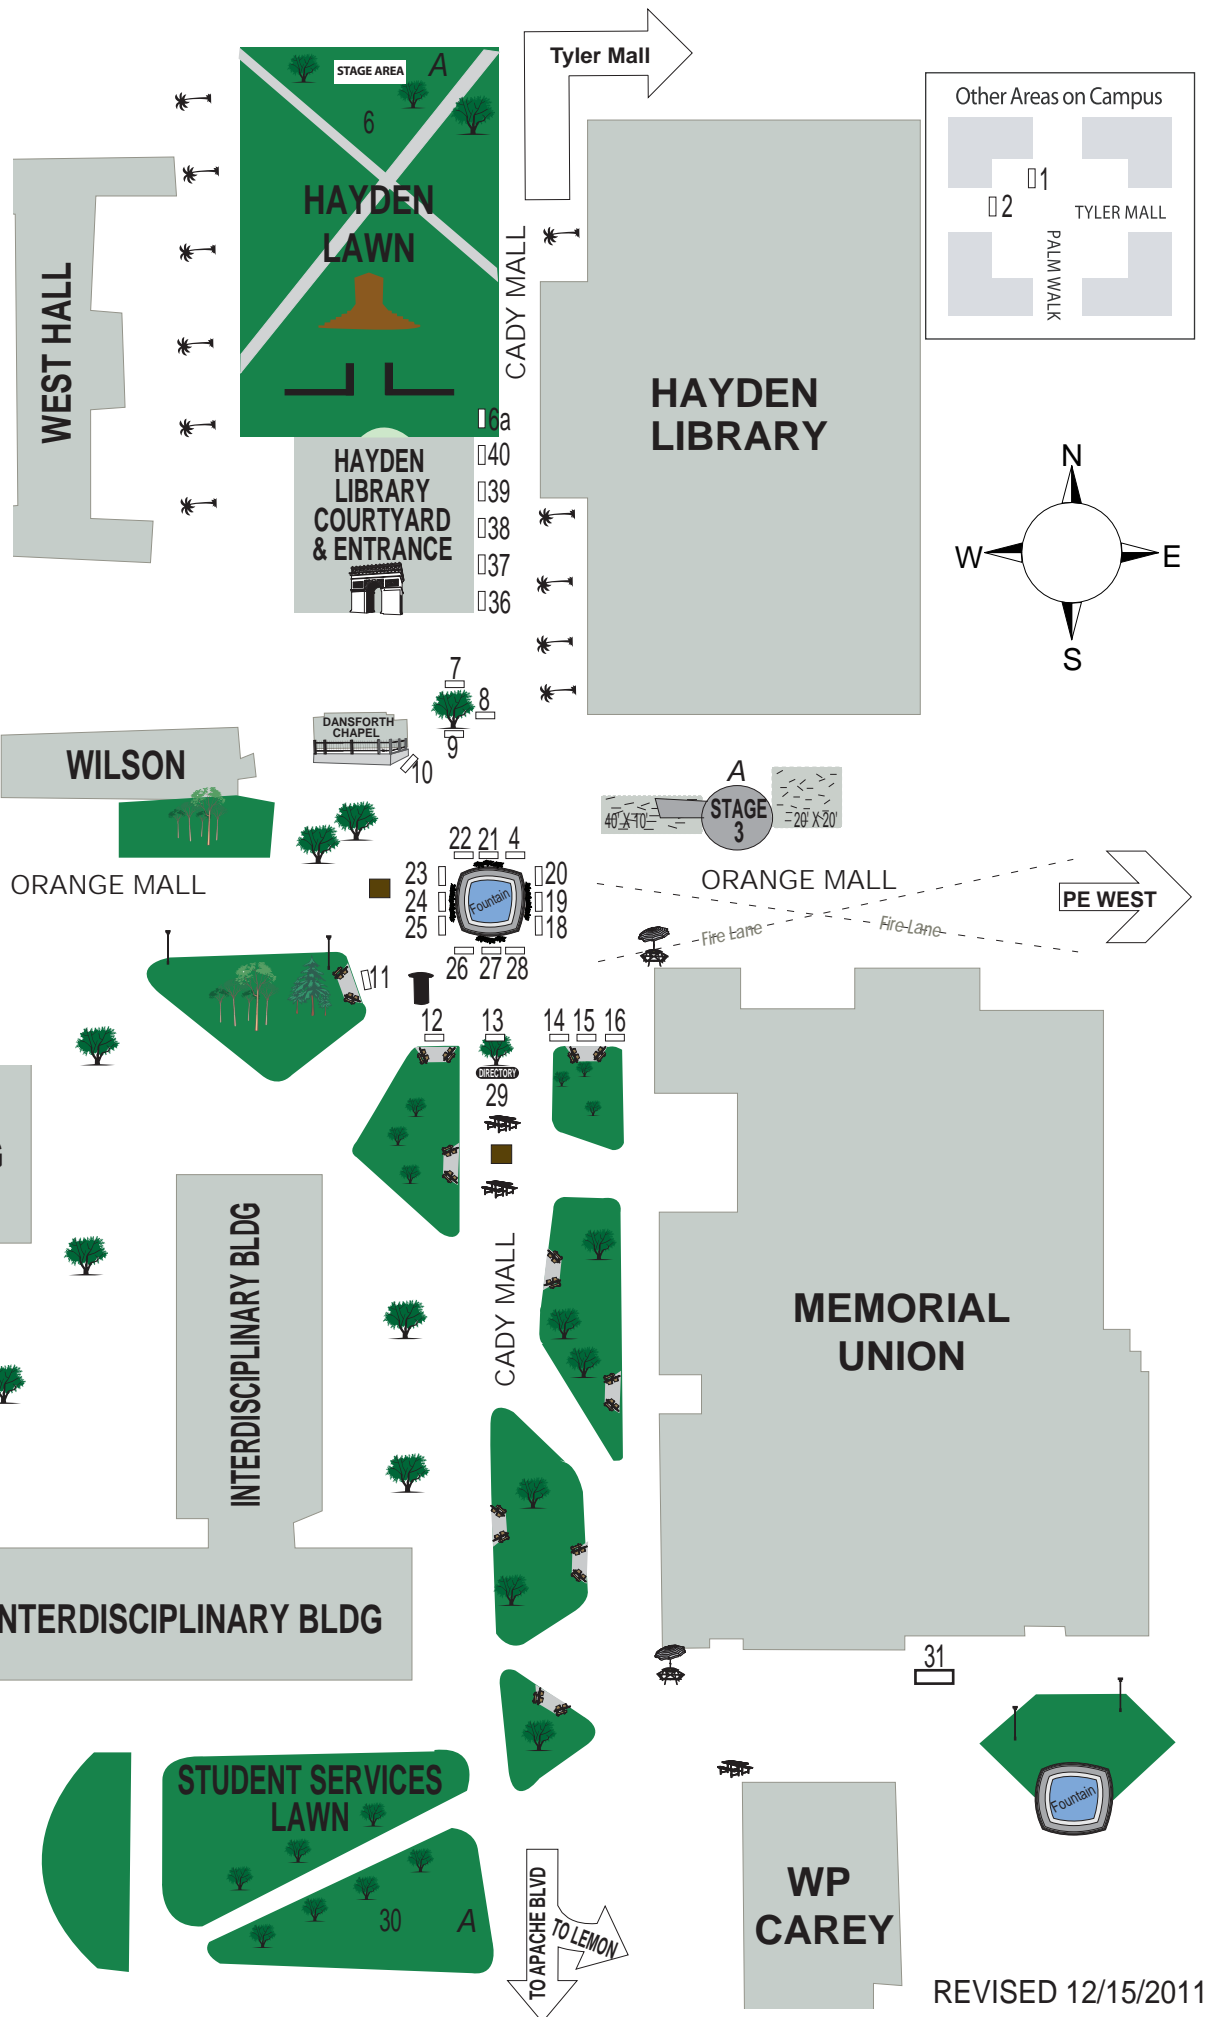 Tyler Mall
STAGE AREA
A
6
HAYDEN
LAWN
CADY MALL
WEST HALL
HAYDEN
LIBRARY
Other Areas on Campus
1
2
TYLER MALL
PALM WALK
N
W
E
S
6a
40
39
38
37
36
HAYDEN
LIBRARY
COURTYARD
& ENTRANCE
7
8
9
10
DANSFORTH
CHAPEL
WILSON
A
STAGE
3
40' X 10'
20' X 20'
ORANGE MALL
22
21
4
23
24
25
20
19
18
Fountain
26
27
28
ORANGE MALL
Fire Lane
Fire Lane
PE WEST
11
12
13
14
15
16
DIRECTORY
29
G
INTERDISCIPLINARY BLDG
CADY MALL
MEMORIAL
UNION
NTERDISCIPLINARY BLDG
31
Fountain
STUDENT SERVICES
LAWN
30
A
TO APACHE BLVD
TO LEMON
WP
CAREY
REVISED 12/15/2011